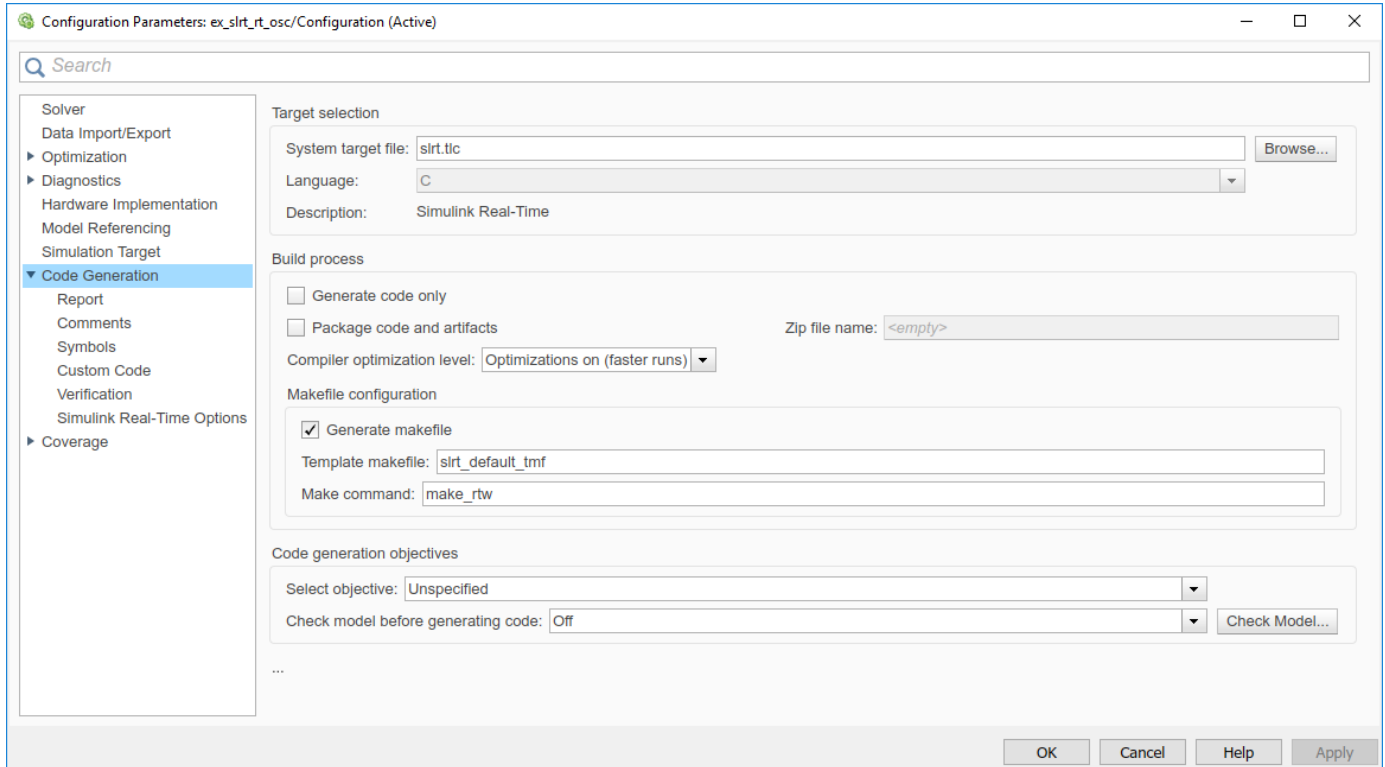 Configuration Parameters: ex_slrt_rt_osc/Configuration (Active)
Search
Solver
Data Import/Export
Optimization
Diagnostics
Hardware Implementation
Model Referencing
Simulation Target
Code Generation
Report
Comments
Symbols
Custom Code
Verification
Simulink Real-Time Options
Coverage
Target selection
System target file: slrt.tlc Browse...
Language: C
Description: Simulink Real-Time
Build process
Generate code only
Package code and artifacts Zip file name: <empty>
Compiler optimization level: Optimizations on (faster runs)
Makefile configuration
Generate makefile
Template makefile: slrt_default_tmf
Make command: make_rtw
Code generation objectives
Select objective: Unspecified
Check model before generating code: Off Check Model...
...
OK Cancel Help Apply